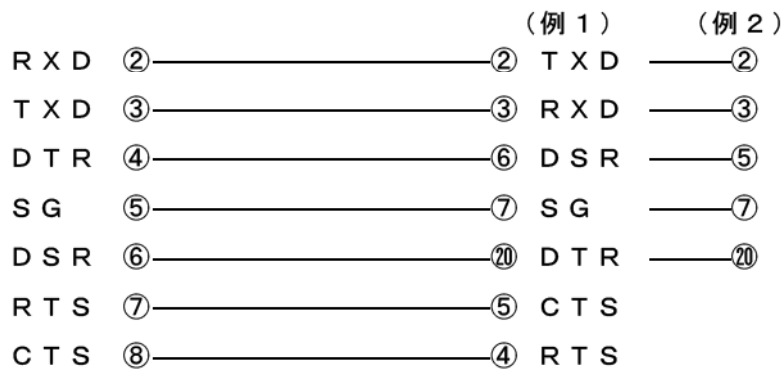 (例1) (例2)
RXD ② ② TXD ②
TXD ③ ③ RXD ③
DTR ④ ⑥ DSR ⑤
SG ⑤ ⑦ SG ⑦
DSR ⑥ ⑳ DTR ⑳
RTS ⑦ ⑤ CTS
CTS ⑧ ④ RTS